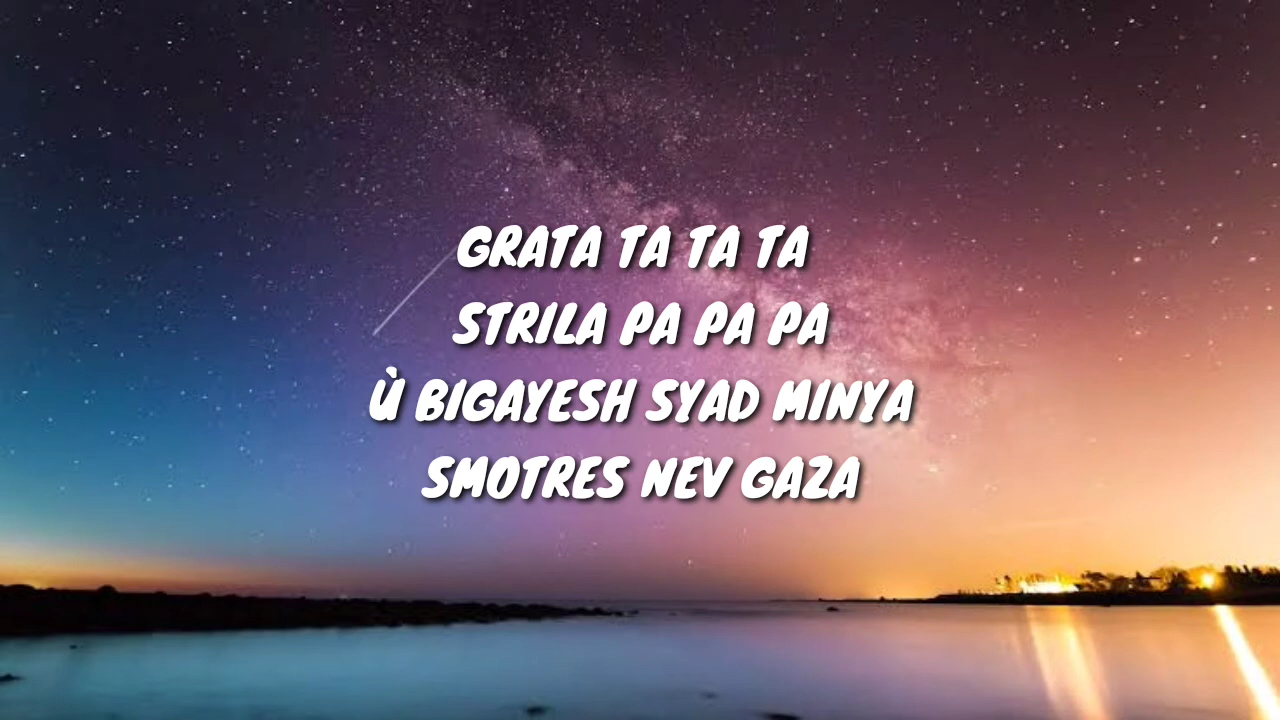 GRATA TA TA TA
STRILA PA PA PA
Ù BIGAYESH SYAD MINYA
SMOTRES NEV GAZA